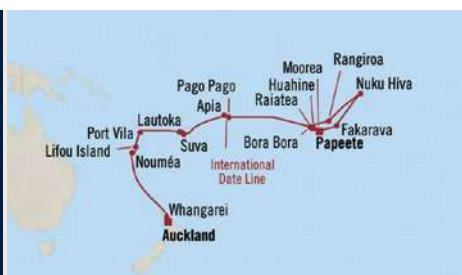 Rangiroa
Moorea
Huahine
Nuku Hiva
Pago Pago
Raiatea
Apia
Lautoka
Port Vila
Fakarava
Lifou Island
Suva
Bora Bora
Papeete
Nouméa
International
Date Line
Whangarei
Auckland